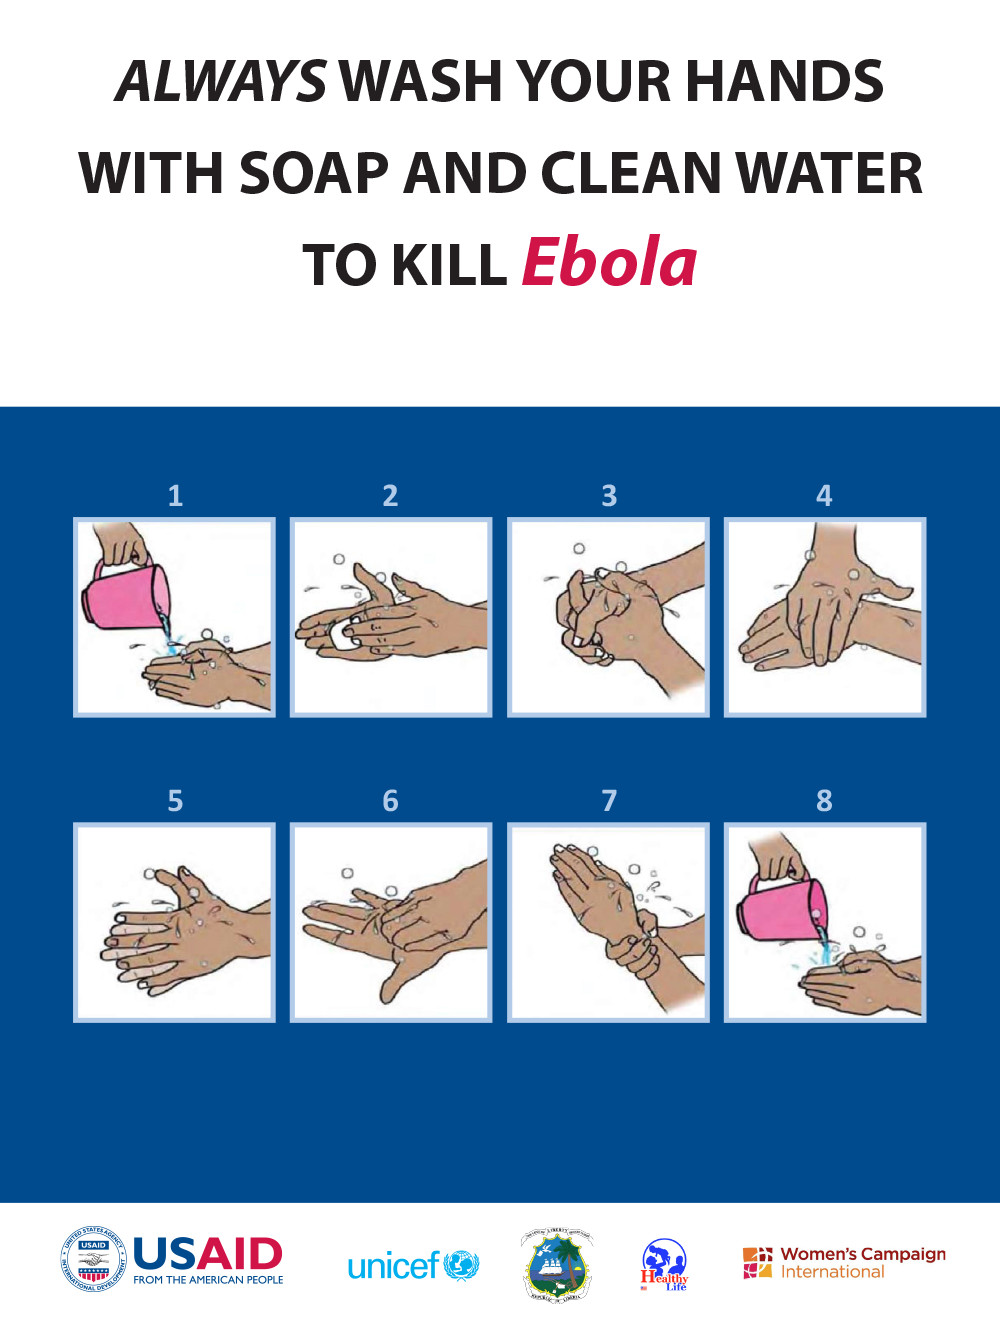 ALWAYS WASH YOUR HANDS
WITH SOAP AND CLEAN WATER
TO KILL Ebola
1
2
3
4
5
6
7
8
UNITED STATES AGENCY
INTERNATIONAL DEVELOPMENT
USAID
USAID
FROM THE AMERICAN PEOPLE
unicef
REPUBLIC OF LIBERIA
Healthy
Life
Women's Campaign
International